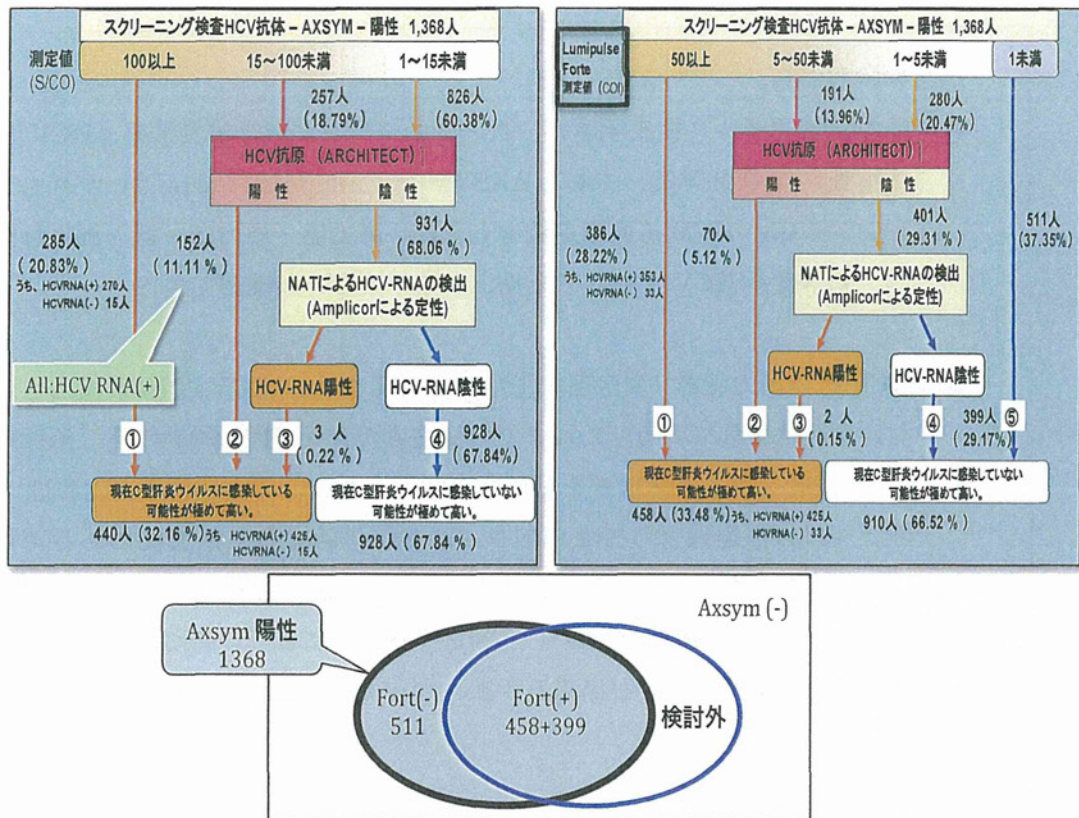 スクリーニング検査HCV抗体 – AXSYM – 陽性 1,368人
測定値
(S/CO)
100以上
15～100未満
1～15未満
257人
(18.79%)
826人
(60.38%)
HCV抗原（ARCHITECT）
陽 性
陰 性
931人
(68.06 %)
285人
( 20.83%)
うち、HCVRNA(+) 270人
HCVRNA(-) 15人
152人
(11.11 %)
NATによるHCV-RNAの検出
(Amplicorによる定性)
All:HCV RNA(+)
HCV-RNA陽性
HCV-RNA陰性
①
②
③
3 人
( 0.22 %)
④
928人
(67.84%)
現在C型肝炎ウイルスに感染している
可能性が極めて高い。
現在C型肝炎ウイルスに感染していない
可能性が極めて高い。
440人 (32.16 %)うち、HCVRNA(+) 425人
HCVRNA(-) 15人
928人 (67.84 %)
スクリーニング検査HCV抗体 – AXSYM – 陽性 1,368人
Lumipulse
Forte
測定値 (COI)
50以上
5～50未満
1～5未満
1未満
191人
(13.96%)
280人
(20.47%)
HCV抗原（ARCHITECT）
陽 性
陰 性
401人
(29.31 %)
511人
(37.35%)
386人
(28.22%)
うち、HCVRNA(+) 353人
HCVRNA(-) 33人
70人
(5.12 %)
NATによるHCV-RNAの検出
(Amplicorによる定性)
HCV-RNA陽性
HCV-RNA陰性
①
②
③
2 人
( 0.15 %)
④
399人
(29.17%)
⑤
現在C型肝炎ウイルスに感染している
可能性が極めて高い。
現在C型肝炎ウイルスに感染していない
可能性が極めて高い。
458人 (33.48 %)うち、HCVRNA(+) 425人
HCVRNA(-) 33人
910人 (66.52 %)
Axsym (-)
Axsym 陽性
1368
Fort(-)
511
Fort(+)
458+399
検討外